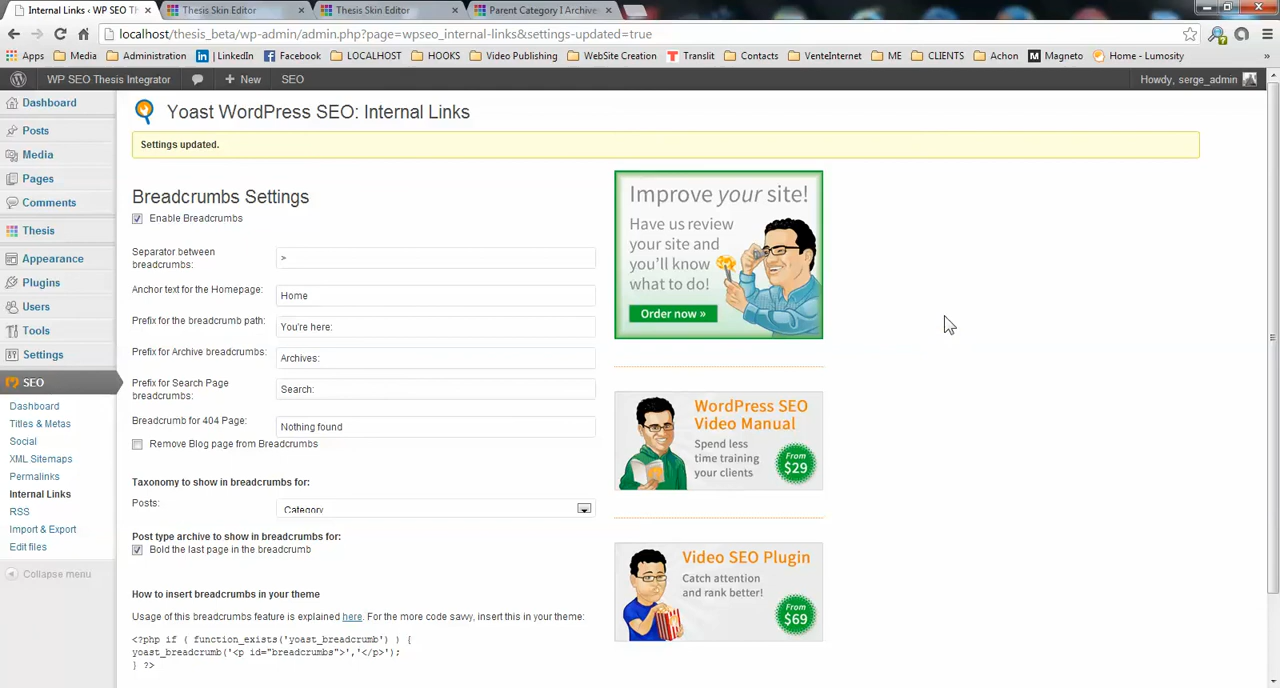 Internal Links ‹ WP SEO Th
Thesis Skin Editor
Thesis Skin Editor
Parent Category I Archive
localhost/thesis_beta/wp-admin/admin.php?page=wpseo_internal-links&settings-updated=true
Apps Media Administration LinkedIn Facebook LOCALHOST HOOKS Video Publishing WebSite Creation Translit Contacts VenteInternet ME CLIENTS Achon Magneto Home - Lumosity »
WP SEO Thesis Integrator + New SEO Howdy, serge_admin
Dashboard
Posts
Media
Pages
Comments
Thesis
Appearance
Plugins
Users
Tools
Settings
SEO
Dashboard
Titles & Metas
Social
XML Sitemaps
Permalinks
Internal Links
RSS
Import & Export
Edit files
Collapse menu
Yoast WordPress SEO: Internal Links
Settings updated.
Breadcrumbs Settings
Enable Breadcrumbs
Separator between
breadcrumbs:
>
Anchor text for the Homepage:
Home
Prefix for the breadcrumb path:
You're here:
Prefix for Archive breadcrumbs:
Archives:
Prefix for Search Page
breadcrumbs:
Search:
Breadcrumb for 404 Page:
Nothing found
Remove Blog page from Breadcrumbs
Taxonomy to show in breadcrumbs for:
Posts:
Category
Post type archive to show in breadcrumbs for:
Bold the last page in the breadcrumb
How to insert breadcrumbs in your theme
Usage of this breadcrumbs feature is explained here. For the more code savvy, insert this in your theme:
<?php if ( function_exists('yoast_breadcrumb') ) {
yoast_breadcrumb('<p id="breadcrumbs">','</p>');
} ?>
Improve your site!
Have us review
your site and
you'll know
what to do!
Order now »
WordPress SEO
Video Manual
Spend less
time training
your clients
From
$29
Video SEO Plugin
Catch attention
and rank better!
From
$69